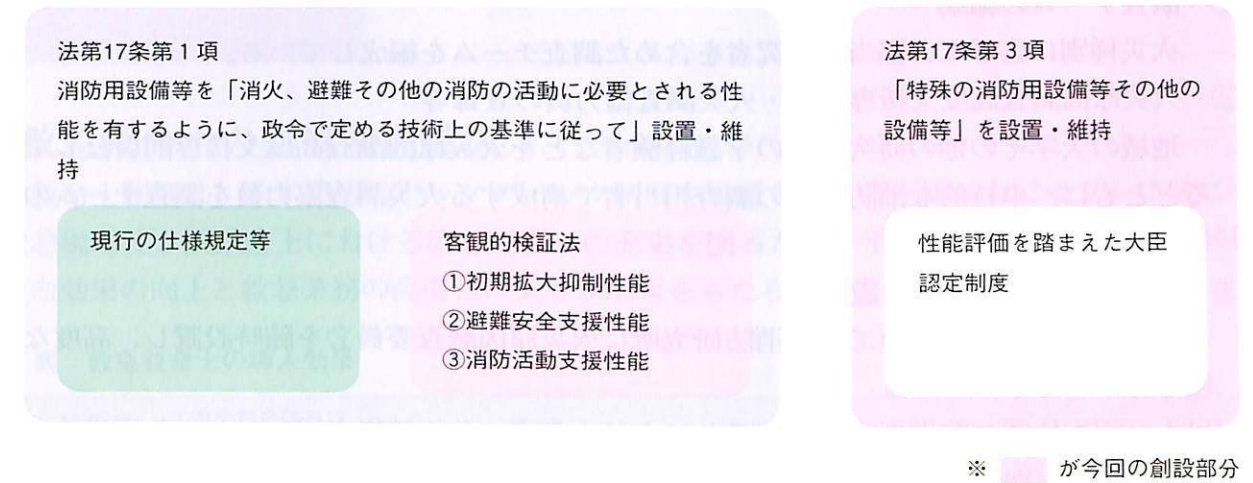 法第17条第1項
消防用設備等を「消火、避難その他の消防の活動に必要とされる性
能を有するように、政令で定める技術上の基準に従って」設置・維
持
現行の仕様規定等
客観的検証法
①初期拡大抑制性能
②避難安全支援性能
③消防活動支援性能
法第17条第3項
「特殊の消防用設備等その他の
設備等」を設置・維持
性能評価を踏まえた大臣
認定制度
※ が今回の創設部分